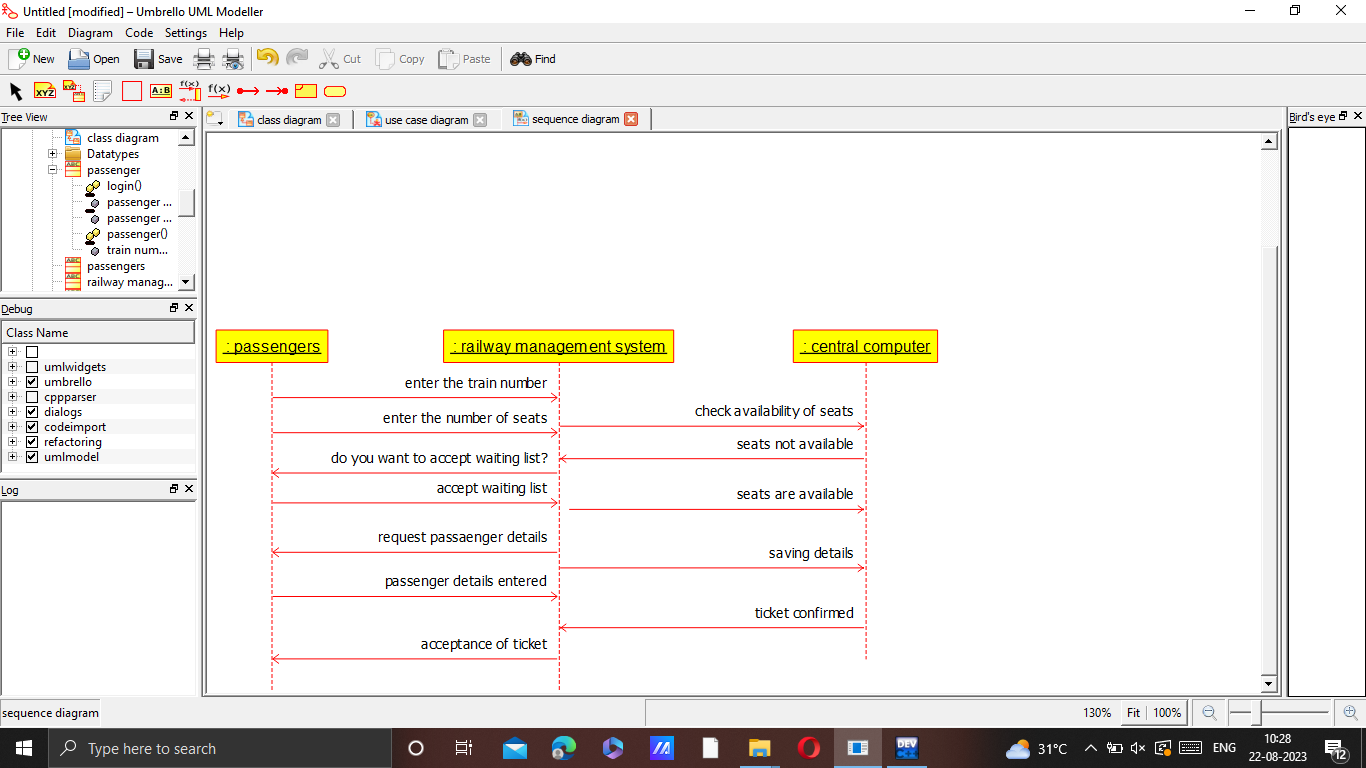 Untitled [modified] – Umbrello UML Modeller
File Edit Diagram Code Settings Help
New Open Save Cut Copy Paste Find
XYZ XYZ A:B f(x) f(x)
Tree View
class diagram use case diagram sequence diagram
Bird's eye
class diagram
Datatypes
passenger
login()
passenger ...
passenger ...
passenger()
train num...
passengers
railway manag...
Debug
Class Name
umlwidgets
umbrello
cppparser
dialogs
codeimport
refactoring
umlmodel
Log
: passengers : railway management system : central computer
enter the train number
check availability of seats
enter the number of seats
seats not available
do you want to accept waiting list?
accept waiting list
seats are available
request passaenger details
saving details
passenger details entered
ticket confirmed
acceptance of ticket
sequence diagram 130% Fit 100%
Type here to search
DEV
31°C ENG
10:28
22-08-2023
12